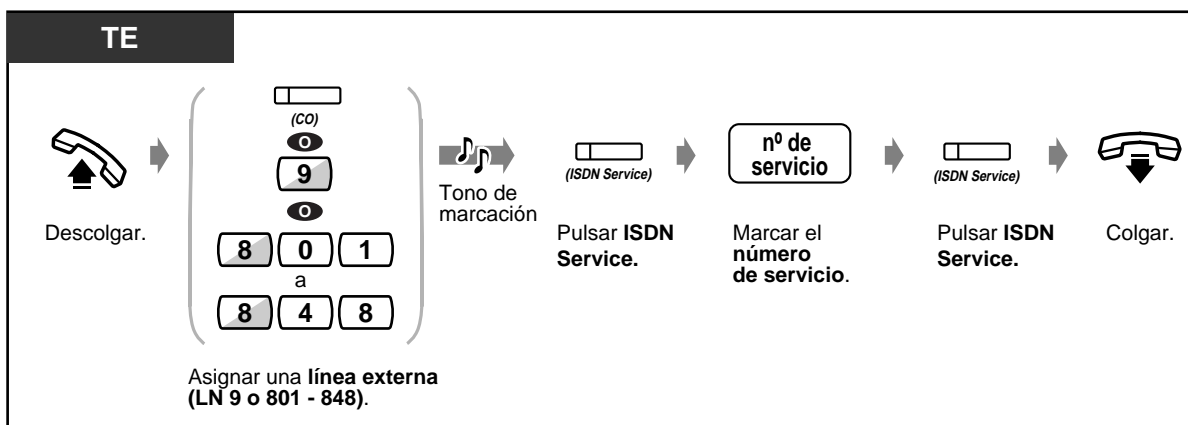 TE
(CO)
O
9
O
8 0 1
a
8 4 8
Tono de
marcación
(ISDN Service)
nº de
servicio
(ISDN Service)
Descolgar.
Pulsar ISDN
Service.
Marcar el
número
de servicio.
Pulsar ISDN
Service.
Colgar.
Asignar una línea externa
(LN 9 o 801 - 848).